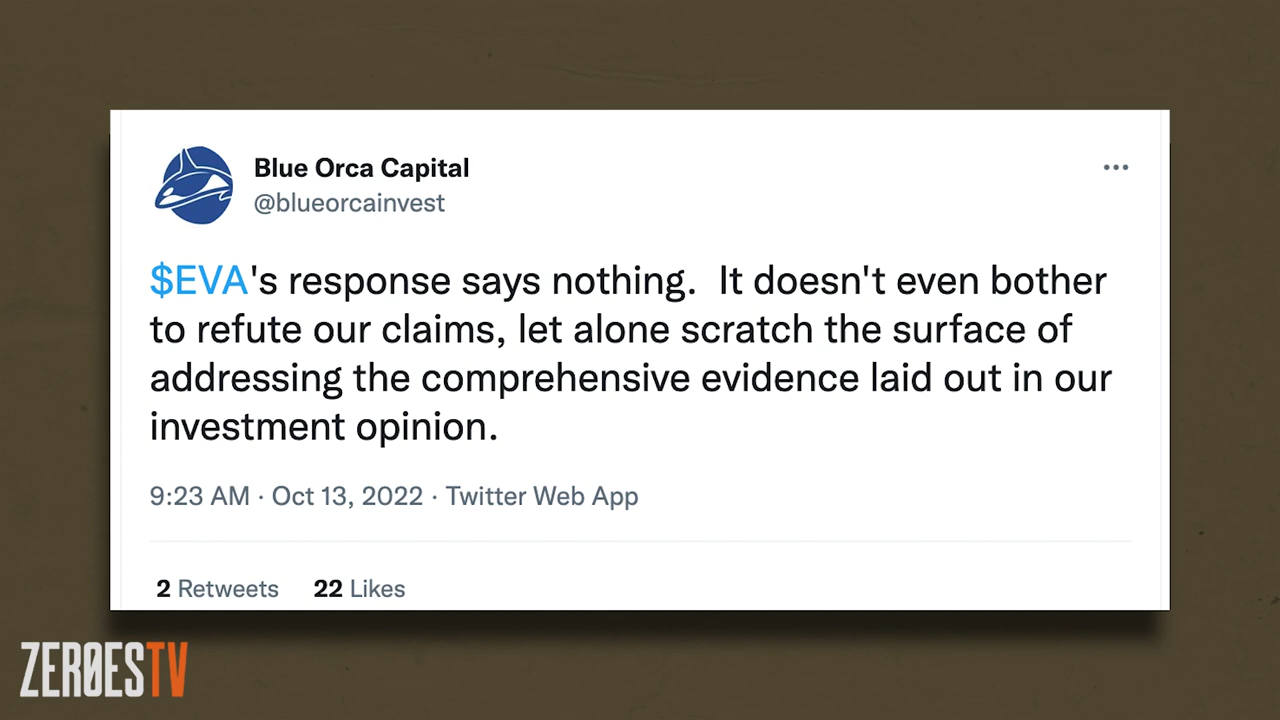 Blue Orca Capital
@blueorcainvest
$EVA's response says nothing.  It doesn't even bother
to refute our claims, let alone scratch the surface of
addressing the comprehensive evidence laid out in our
investment opinion.
9:23 AM · Oct 13, 2022 · Twitter Web App
2 Retweets 22 Likes
ZERØESTV